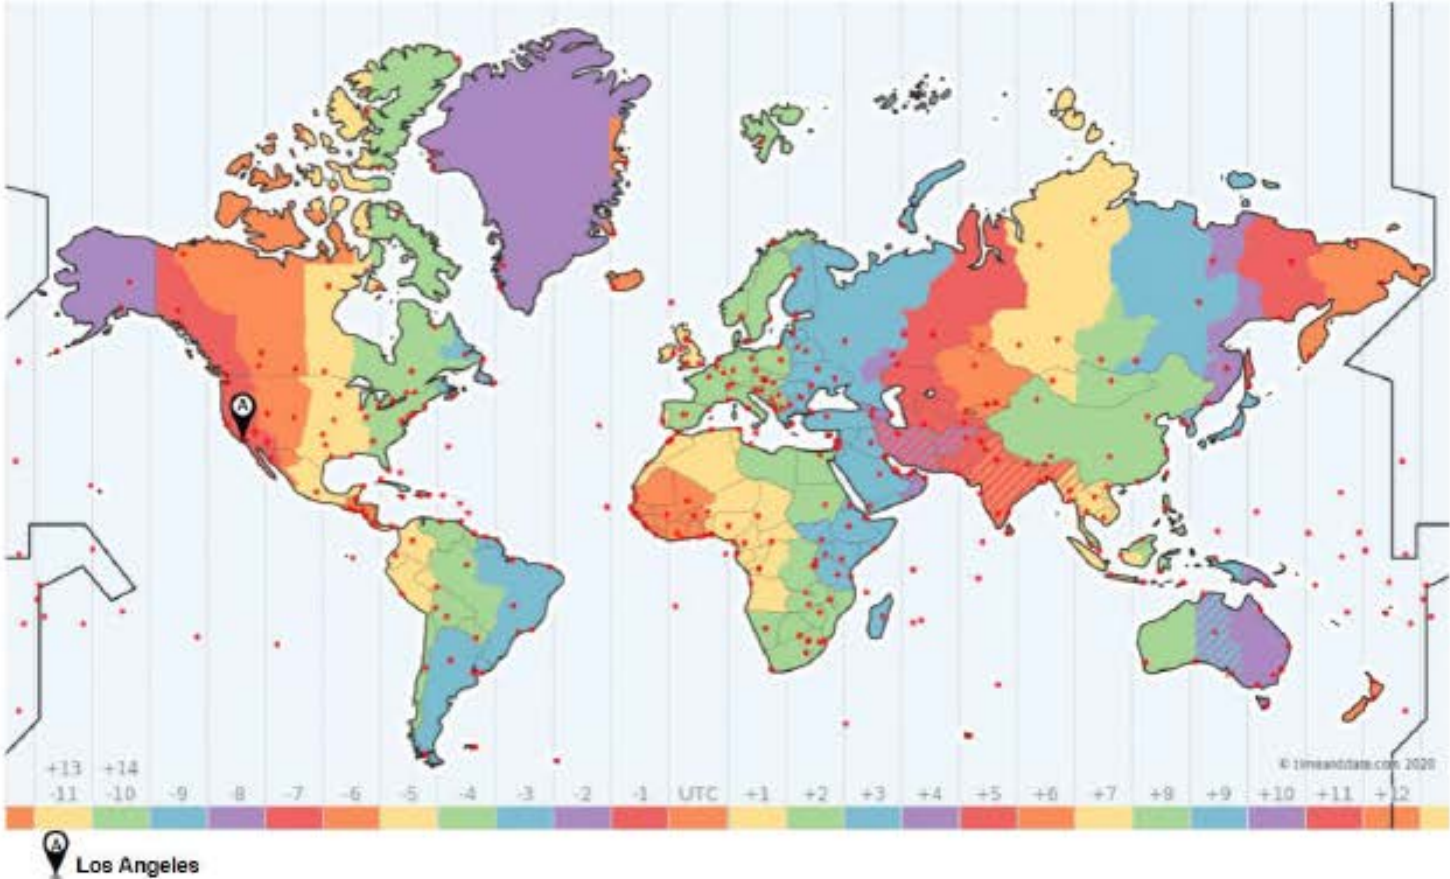 © timeanddate.com 2020
+13 +14
-11 -10 -9 -8 -7 -6 -5 -4 -3 -2 -1 UTC +1 +2 +3 +4 +5 +6 +7 +8 +9 +10 +11 +12
A
A Los Angeles